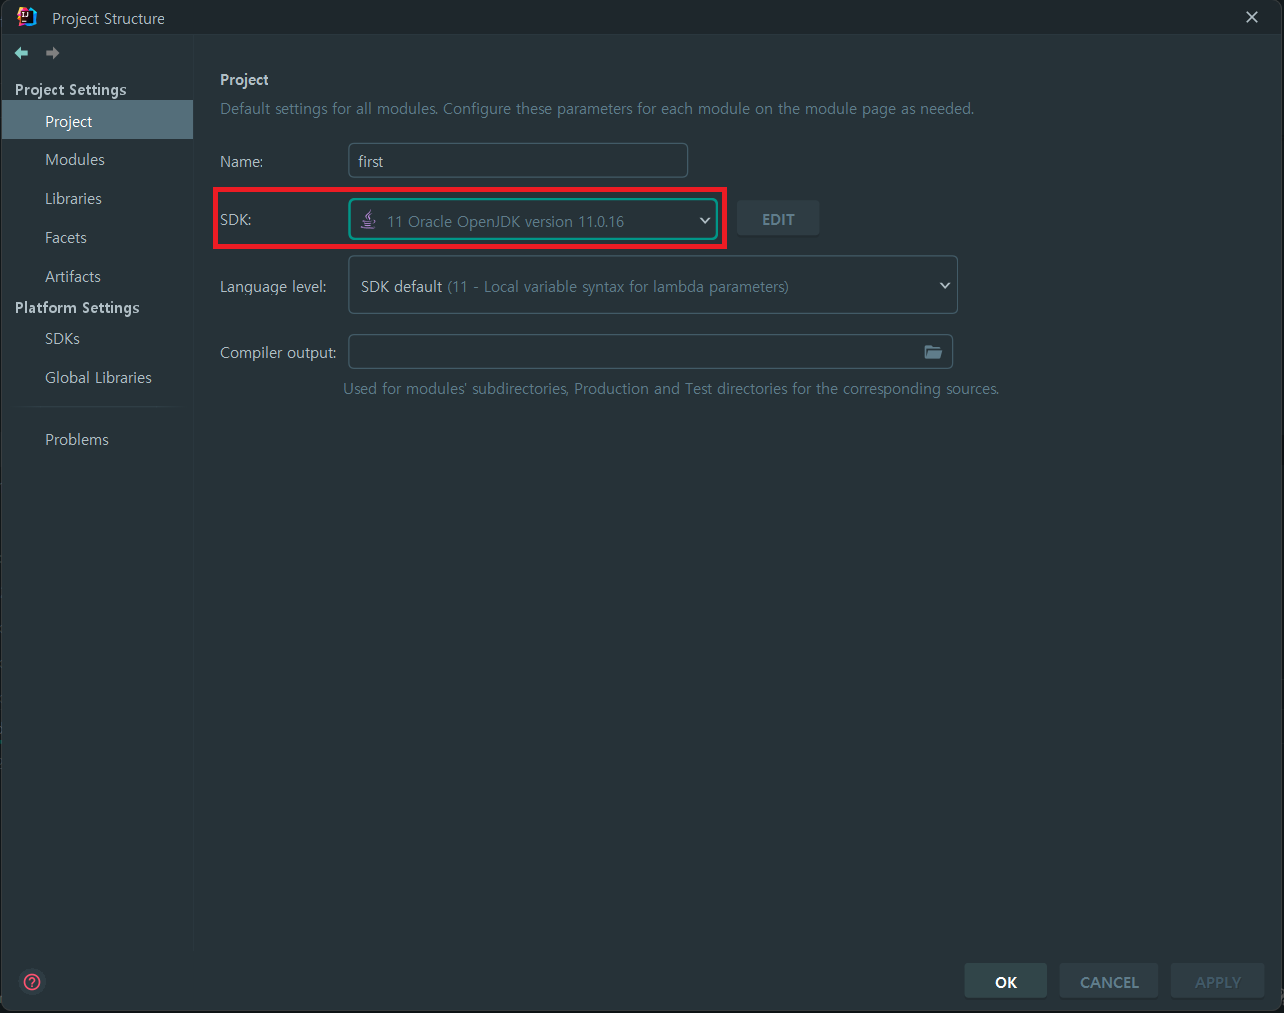 Project Structure
Project Settings
Project
Modules
Libraries
Facets
Artifacts
Platform Settings
SDKs
Global Libraries
Problems
Project
Default settings for all modules. Configure these parameters for each module on the module page as needed.
Name: first
SDK: 11 Oracle OpenJDK version 11.0.16 EDIT
Language level: SDK default (11 - Local variable syntax for lambda parameters)
Compiler output:
Used for modules' subdirectories, Production and Test directories for the corresponding sources.
OK CANCEL APPLY